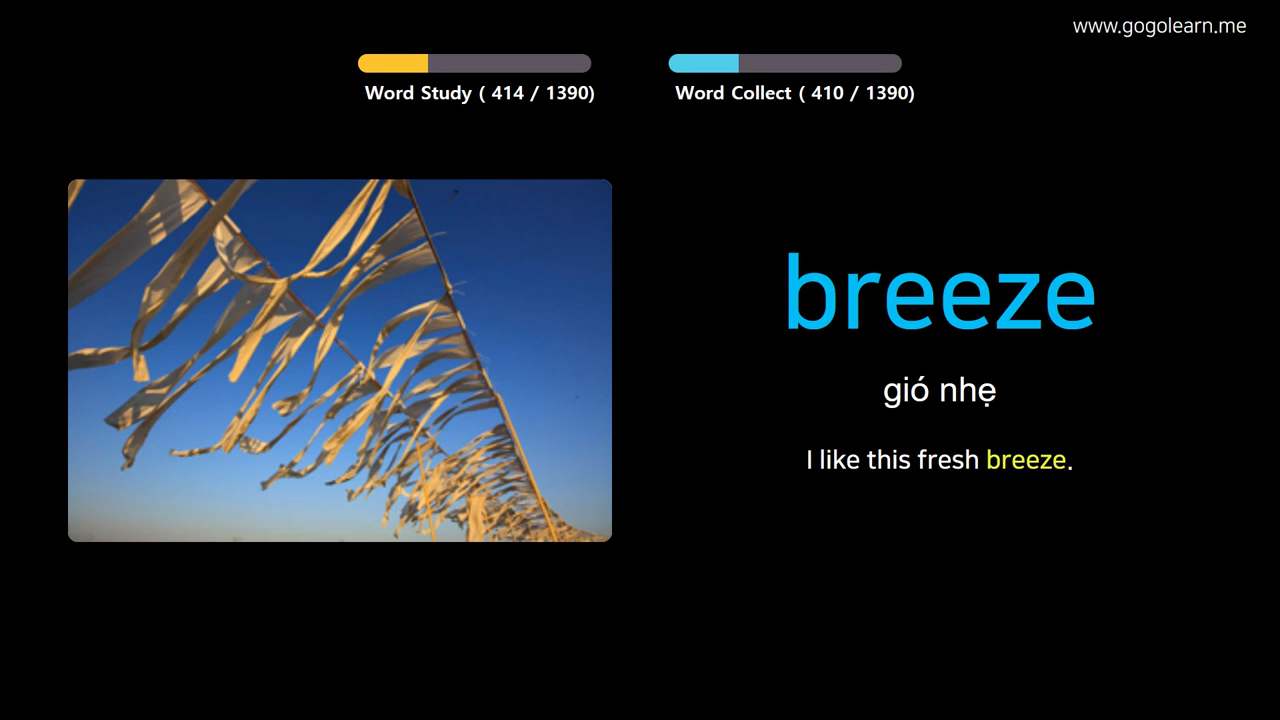 www.gogolearn.me
Word Study ( 414 / 1390)
Word Collect ( 410 / 1390)
breeze
gió nhẹ
I like this fresh breeze.